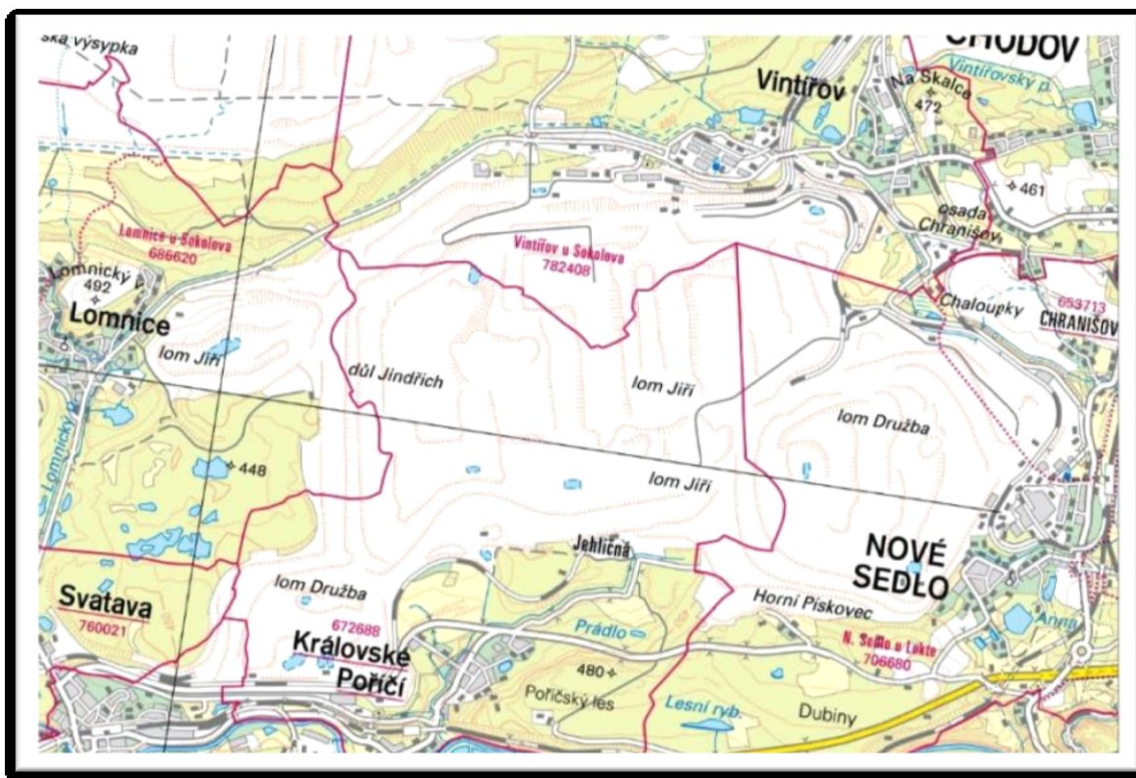 ská výsypka
CHODOV
Vintířov
Na Skalce
472
Vintířovský p.
461
osada
Chranišov
Lomnice u Sokolova
686620
Vintířov u Sokolova
782408
Lomnický v.
492
Lomnice
Chaloupky
653713
CHRANIŠOV
lom Jiří
důl Jindřich
lom Jiří
lom Družba
Lomnický p.
448
lom Jiří
Jehličná
NOVÉ
SEDLO
lom Družba
Svatava
760021
672688
Královské
Poříčí
Horní Pískovec
Prádlo
N. Sedlo u Lokte
706680
Anna
480
Poříčský les
Lesní ryb.
Dubiny